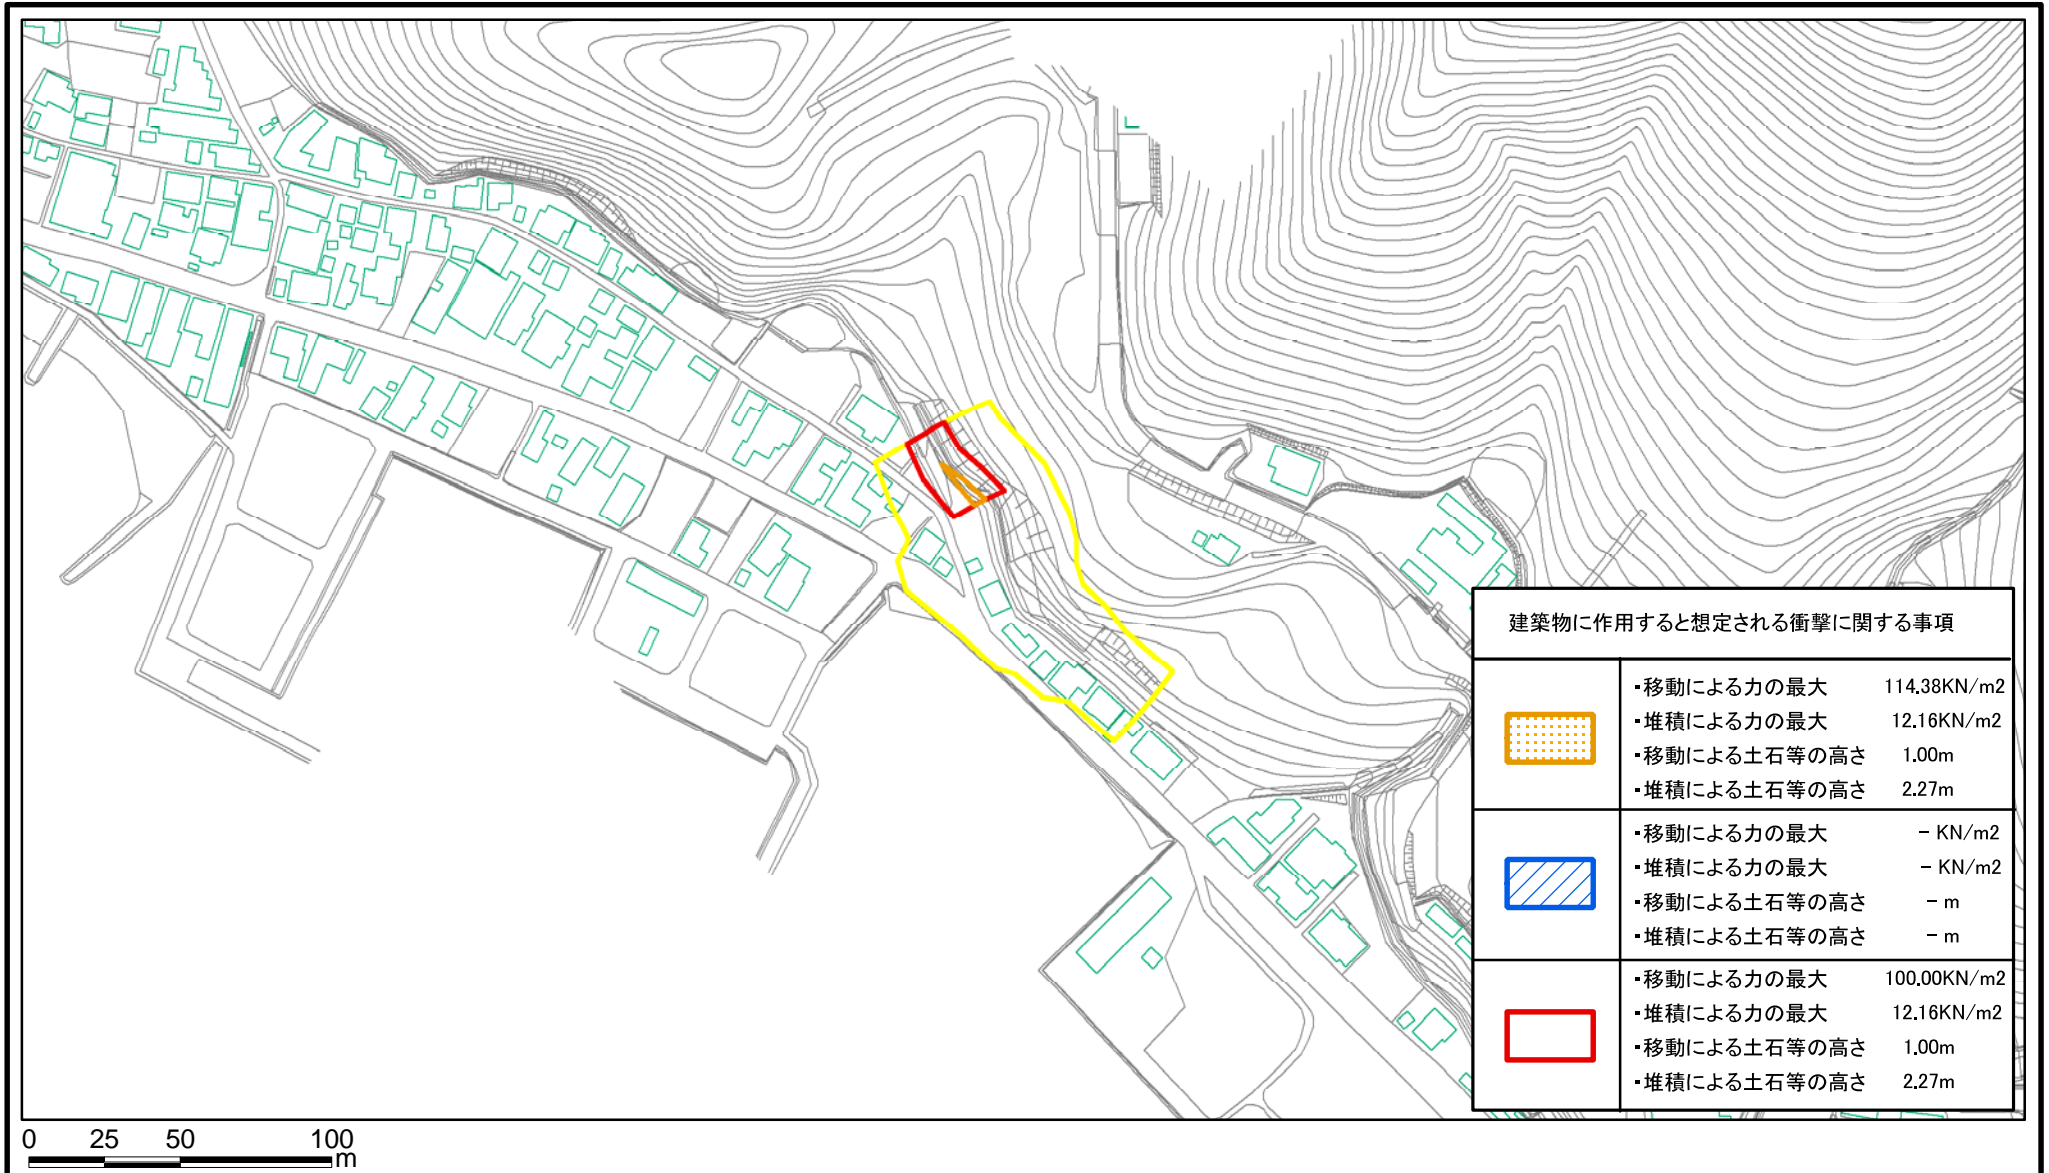 建築物に作用すると想定される衝撃に関する事項
・移動による力の最大 114.38KN/m2
・堆積による力の最大 12.16KN/m2
・移動による土石等の高さ 1.00m
・堆積による土石等の高さ 2.27m
・移動による力の最大 - KN/m2
・堆積による力の最大 - KN/m2
・移動による土石等の高さ - m
・堆積による土石等の高さ - m
・移動による力の最大 100.00KN/m2
・堆積による力の最大 12.16KN/m2
・移動による土石等の高さ 1.00m
・堆積による土石等の高さ 2.27m
0 25 50 100
m